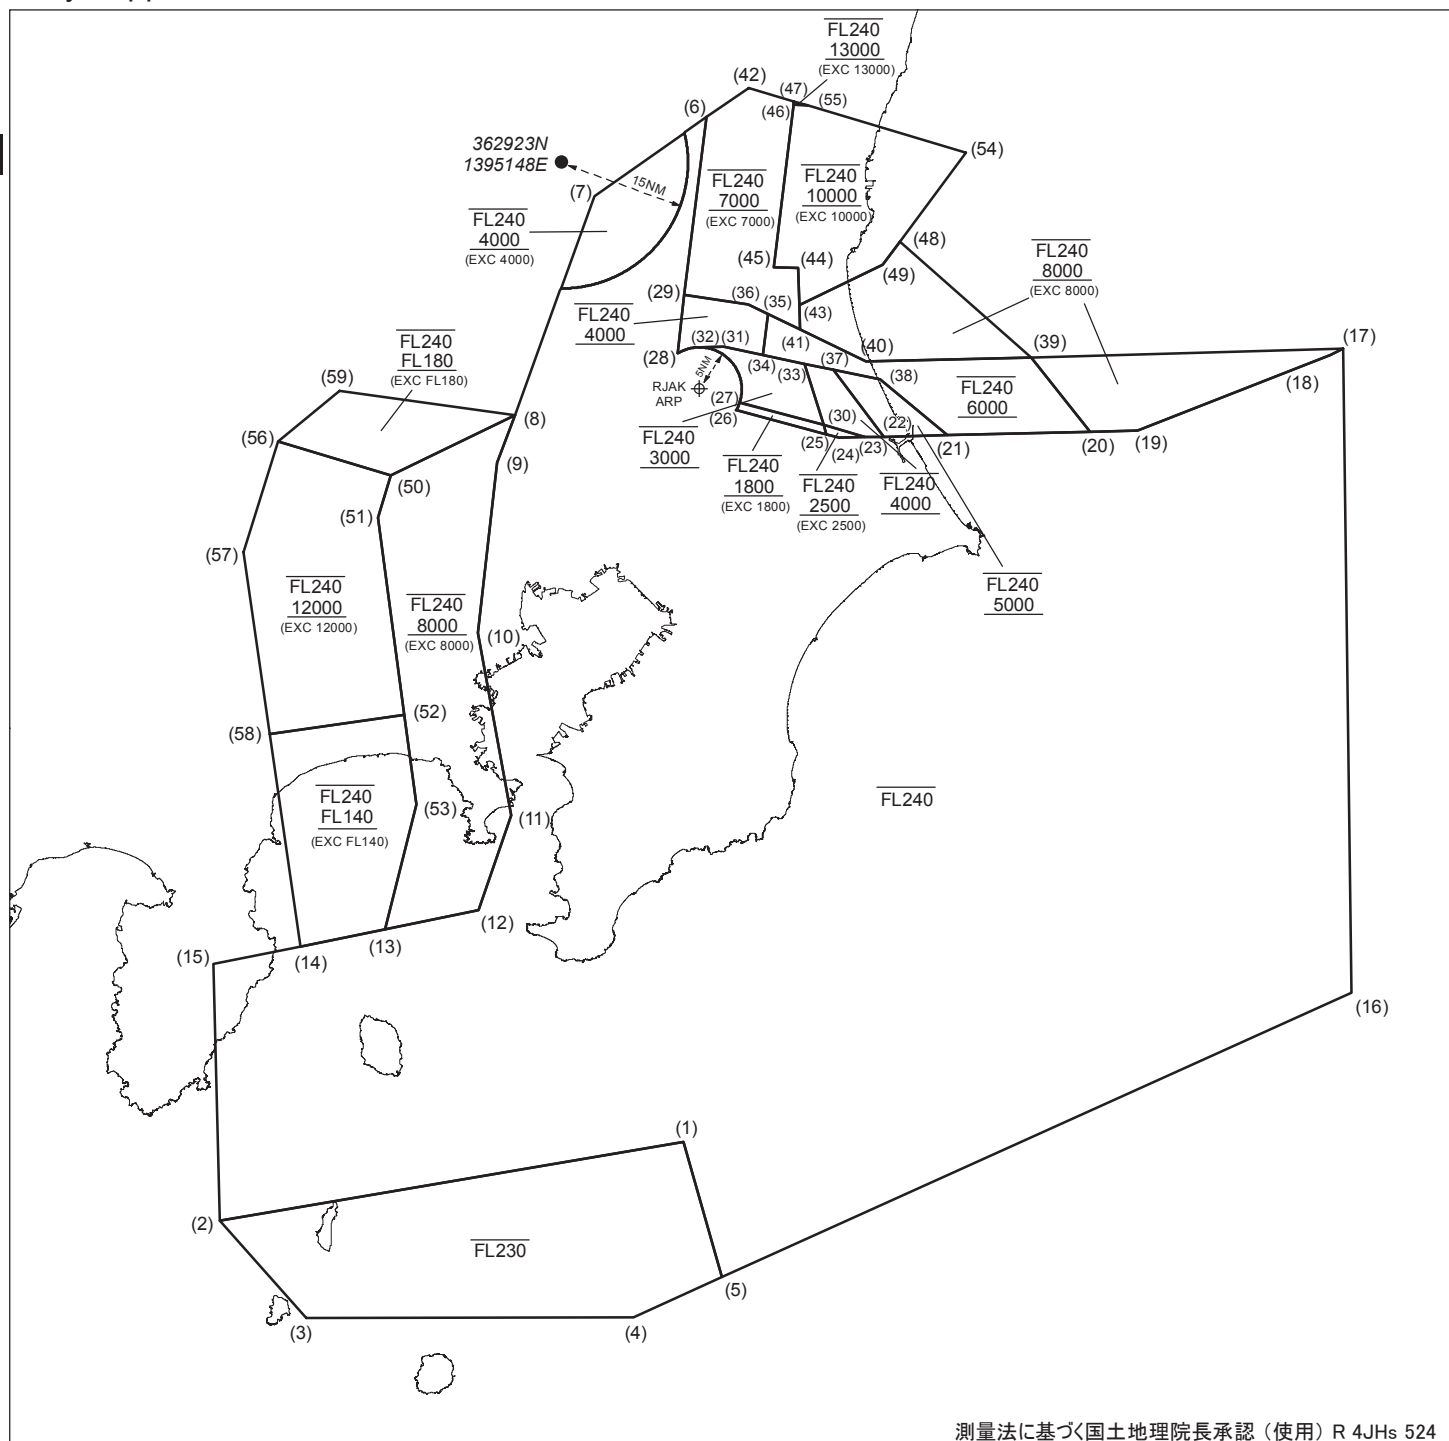 FL240
13000
(EXC 13000)
(42)
(47)
(46)
(55)
(6)
(54)
362923N
1395148E
15NM
(7)
FL240
7000
(EXC 7000)
FL240
10000
(EXC 10000)
FL240
4000
(EXC 4000)
(48)
FL240
8000
(EXC 8000)
(45)
(44)
(49)
(29)
(36)
(35)
(43)
FL240
4000
(32)
(31)
(41)
(40)
(39)
(17)
(28)
(34)
(37)
(33)
(38)
(18)
5NM
RJAK
ARP
FL240
6000
FL240
FL180
(EXC FL180)
(59)
(27)
(26)
(30)
(22)
(8)
(25)
(24)
(23)
(21)
(20)
(19)
(56)
FL240
3000
FL240
1800
(EXC 1800)
FL240
2500
(EXC 2500)
FL240
4000
(9)
(50)
(51)
(57)
FL240
12000
(EXC 12000)
FL240
8000
(EXC 8000)
FL240
5000
(10)
(52)
(58)
FL240
FL140
(EXC FL140)
(53)
(11)
FL240
(12)
(13)
(14)
(15)
(16)
(1)
(2)
FL230
(5)
(3)
(4)
測量法に基づく国土地理院長承認（使用）R 4JHs 524